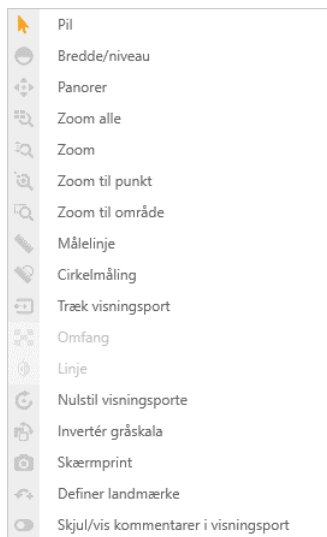 Pil
Bredde/niveau
Panorer
Zoom alle
Zoom
Zoom til punkt
Zoom til område
Målelinje
Cirkelmåling
Træk visningsport
Omfang
Linje
Nulstil visningsporte
Invertér gråskala
Skærmprint
Definer landmærke
Skjul/vis kommentarer i visningsport